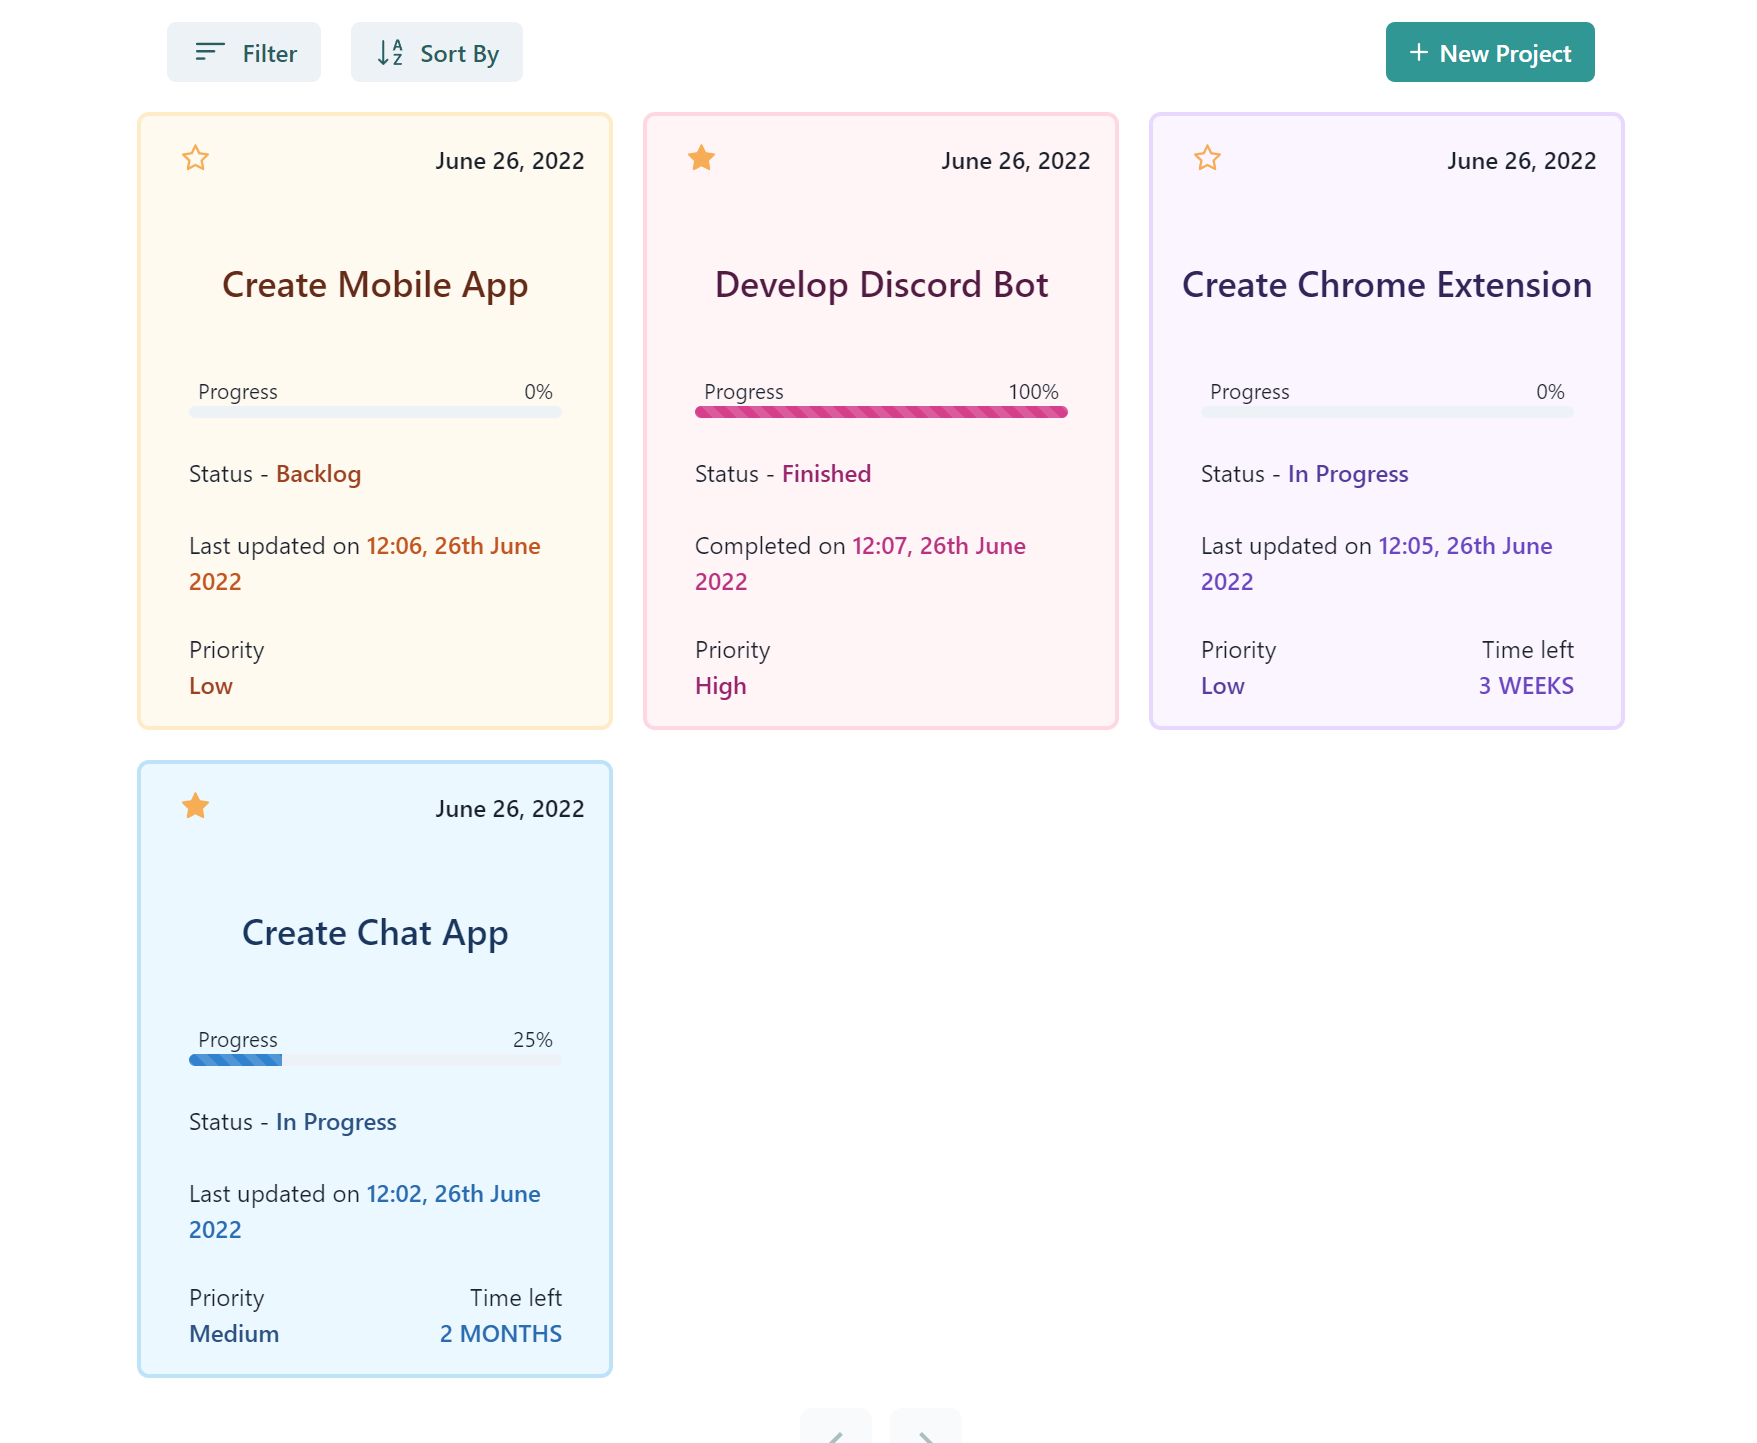 Filter
Sort By
+ New Project
June 26, 2022
Create Mobile App
Progress 0%
Status - Backlog
Last updated on 12:06, 26th June
2022
Priority
Low
June 26, 2022
Develop Discord Bot
Progress 100%
Status - Finished
Completed on 12:07, 26th June
2022
Priority
High
June 26, 2022
Create Chrome Extension
Progress 0%
Status - In Progress
Last updated on 12:05, 26th June
2022
Priority Time left
Low 3 WEEKS
June 26, 2022
Create Chat App
Progress 25%
Status - In Progress
Last updated on 12:02, 26th June
2022
Priority Time left
Medium 2 MONTHS